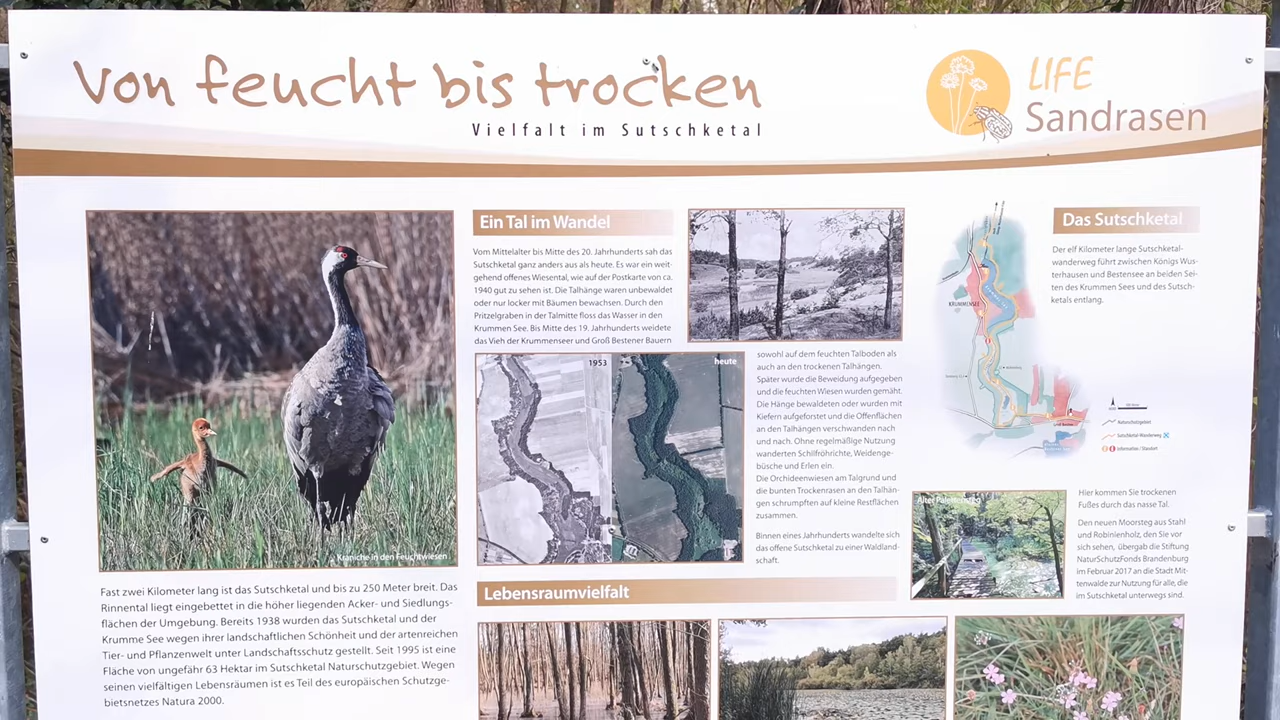 Von feucht bis trocken
Vielfalt im Sutschketal
LIFE
Sandrasen
Kraniche in den Feuchtwiesen
Fast zwei Kilometer lang ist das Sutschketal und bis zu 250 Meter breit. Das
Rinnental liegt eingebettet in die höher liegenden Acker- und Siedlungs-
flächen der Umgebung. Bereits 1938 wurden das Sutschketal und der
Krumme See wegen ihrer landschaftlichen Schönheit und der artenreichen
Tier- und Pflanzenwelt unter Landschaftsschutz gestellt. Seit 1995 ist eine
Fläche von ungefähr 63 Hektar im Sutschketal Naturschutzgebiet. Wegen
seinen vielfältigen Lebensräumen ist es Teil des europäischen Schutzge-
bietsnetzes Natura 2000.
Ein Tal im Wandel
Vom Mittelalter bis Mitte des 20. Jahrhunderts sah das
Sutschketal ganz anders aus als heute. Es war ein weit-
gehend offenes Wiesental, wie auf der Postkarte von ca.
1940 gut zu sehen ist. Die Talhänge waren unbewaldet
oder nur locker mit Bäumen bewachsen. Durch den
Pritzelgraben in der Talmitte floss das Wasser in den
Krummen See. Bis Mitte des 19. Jahrhunderts weidete
das Vieh der Krummenseer und Groß Bestener Bauern
1953
heute
sowohl auf dem feuchten Talboden als
auch an den trockenen Talhängen.
Später wurde die Beweidung aufgegeben
und die feuchten Wiesen wurden gemäht.
Die Hänge bewaldeten oder wurden mit
Kiefern aufgeforstet und die Offenflächen
an den Talhängen verschwanden nach
und nach. Ohne regelmäßige Nutzung
wanderten Schilfröhrichte, Weidenge-
büsche und Erlen ein.
Die Orchideenwiesen am Talgrund und
die bunten Trockenrasen an den Talhän-
gen schrumpften auf kleine Restflächen
zusammen.
Binnen eines Jahrhunderts wandelte sich
das offene Sutschketal zu einer Waldland-
schaft.
Lebensraumvielfalt
Das Sutschketal
Der elf Kilometer lange Sutschketal-
wanderweg führt zwischen Königs Wus-
terhausen und Bestensee an beiden Sei-
ten des Krummen Sees und des Sutsch-
ketals entlang.
KRUMMENSEE
Naturschutzgebiet
Sutschketal-Wanderweg
Information / Standort
Alter Palettensteg
Hier kommen Sie trockenen
Fußes durch das nasse Tal.
Den neuen Moorsteg aus Stahl
und Robinienholz, den Sie vor
sich sehen, übergab die Stiftung
NaturSchutzFonds Brandenburg
im Februar 2017 an die Stadt Mit-
tenwalde zur Nutzung für alle, die
im Sutschketal unterwegs sind.